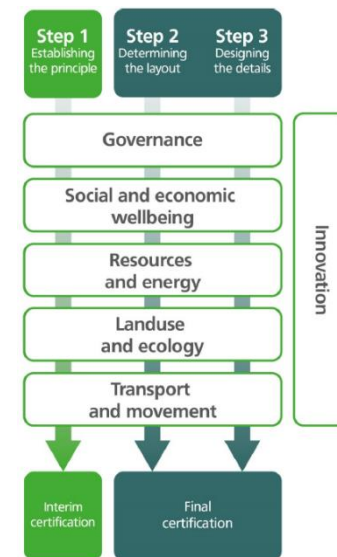 Step 1
Establishing
the principle
Step 2
Determining
the layout
Step 3
Designing
the details
Governance
Social and economic
wellbeing
Resources
and energy
Landuse
and ecology
Transport
and movement
Innovation
Interim
certification
Final
certification